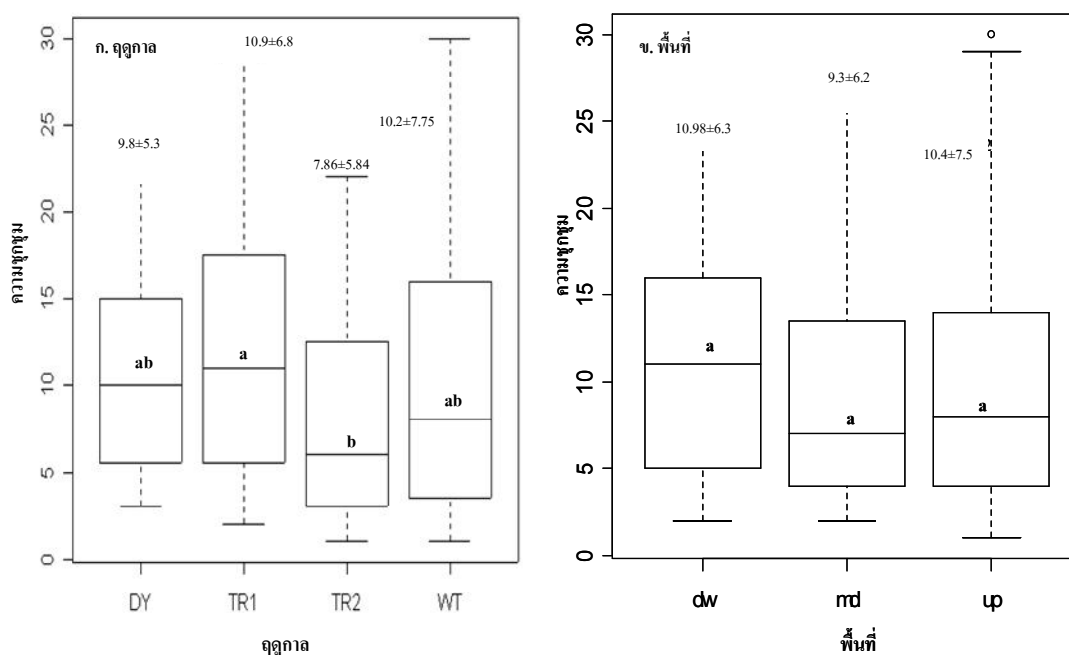 ก. ฤดูกาล
10.9±6.8
9.8±5.3
7.86±5.84
10.2±7.75
ความชุกชุม
30
25
20
15
10
5
0
ab
a
b
ab
DY TR1 TR2 WT
ฤดูกาล
ข. พื้นที่
9.3±6.2
10.98±6.3
10.4±7.5
ความชุกชุม
30
25
20
15
10
5
0
a
a
a
dw md up
พื้นที่